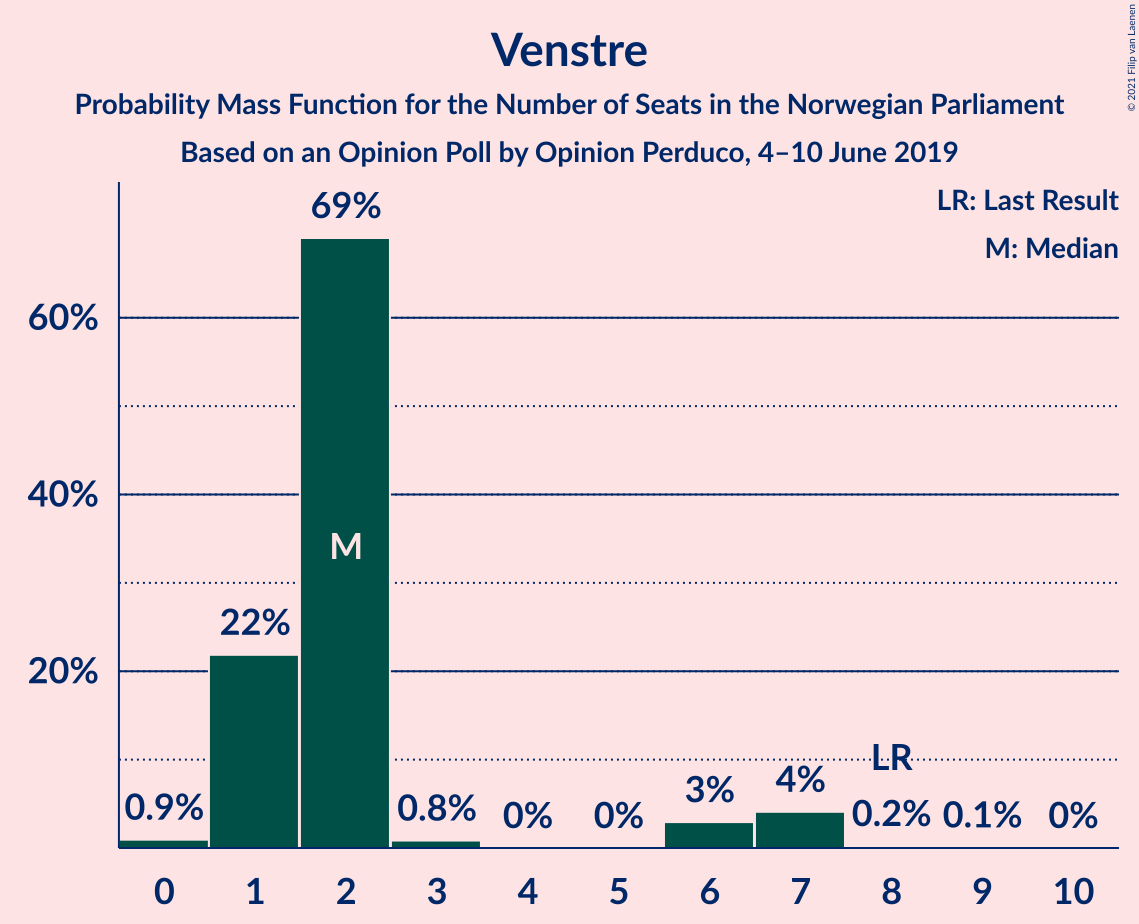 Venstre
Probability Mass Function for the Number of Seats in the Norwegian Parliament
Based on an Opinion Poll by Opinion Perduco, 4–10 June 2019
© 2021 Filip van Laenen
LR: Last Result
M: Median
69%
60%
40%
M
22%
20%
LR
0.9%
0.8%
0%
0%
3%
4%
0.2%
0.1%
0%
0 1 2 3 4 5 6 7 8 9 10